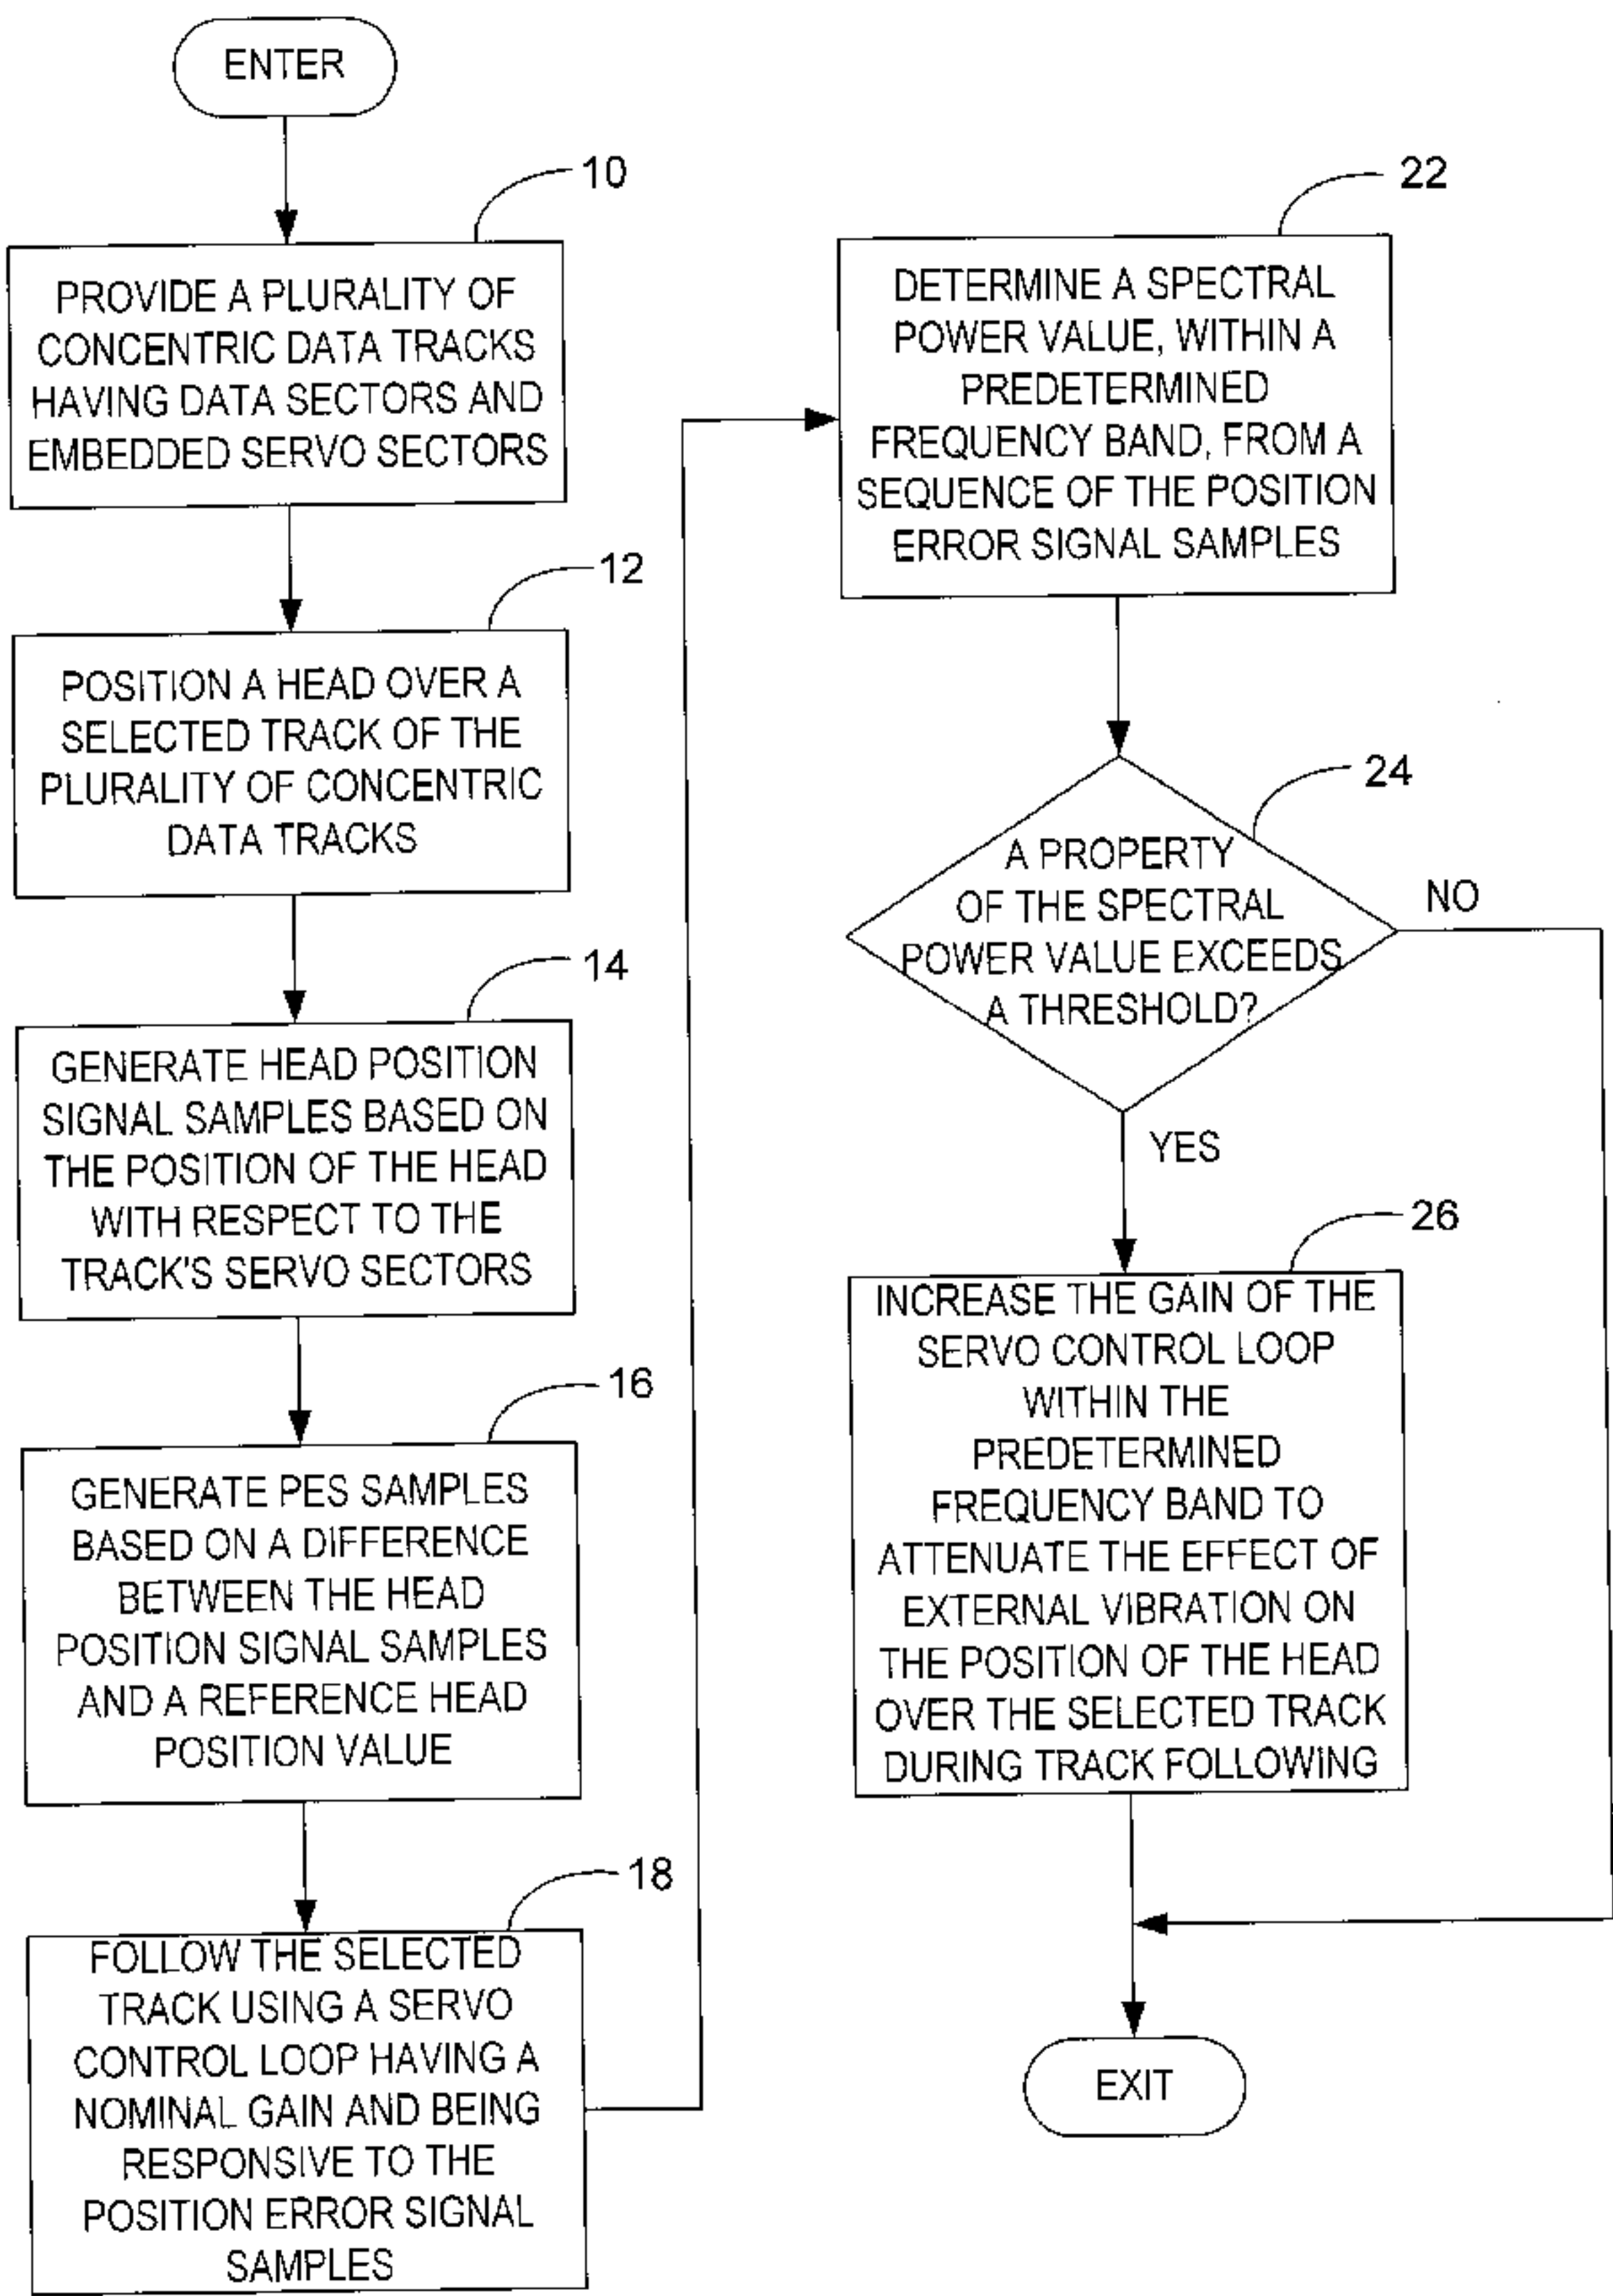 ENTER
10
PROVIDE A PLURALITY OF
CONCENTRIC DATA TRACKS
HAVING DATA SECTORS AND
EMBEDDED SERVO SECTORS
12
POSITION A HEAD OVER A
SELECTED TRACK OF THE
PLURALITY OF CONCENTRIC
DATA TRACKS
14
GENERATE HEAD POSITION
SIGNAL SAMPLES BASED ON
THE POSITION OF THE HEAD
WITH RESPECT TO THE
TRACK'S SERVO SECTORS
16
GENERATE PES SAMPLES
BASED ON A DIFFERENCE
BETWEEN THE HEAD
POSITION SIGNAL SAMPLES
AND A REFERENCE HEAD
POSITION VALUE
18
FOLLOW THE SELECTED
TRACK USING A SERVO
CONTROL LOOP HAVING A
NOMINAL GAIN AND BEING
RESPONSIVE TO THE
POSITION ERROR SIGNAL
SAMPLES
22
DETERMINE A SPECTRAL
POWER VALUE, WITHIN A
PREDETERMINED
FREQUENCY BAND, FROM A
SEQUENCE OF THE POSITION
ERROR SIGNAL SAMPLES
24
A PROPERTY
OF THE SPECTRAL
POWER VALUE EXCEEDS
A THRESHOLD?
NO
YES
26
INCREASE THE GAIN OF THE
SERVO CONTROL LOOP
WITHIN THE
PREDETERMINED
FREQUENCY BAND TO
ATTENUATE THE EFFECT OF
EXTERNAL VIBRATION ON
THE POSITION OF THE HEAD
OVER THE SELECTED TRACK
DURING TRACK FOLLOWING
EXIT